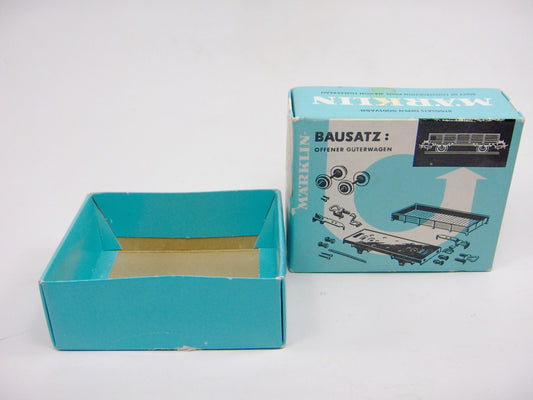 MÄRKLIN
BAUSATZ:
OFFENER GÜTERWAGEN
MÄRKLIN